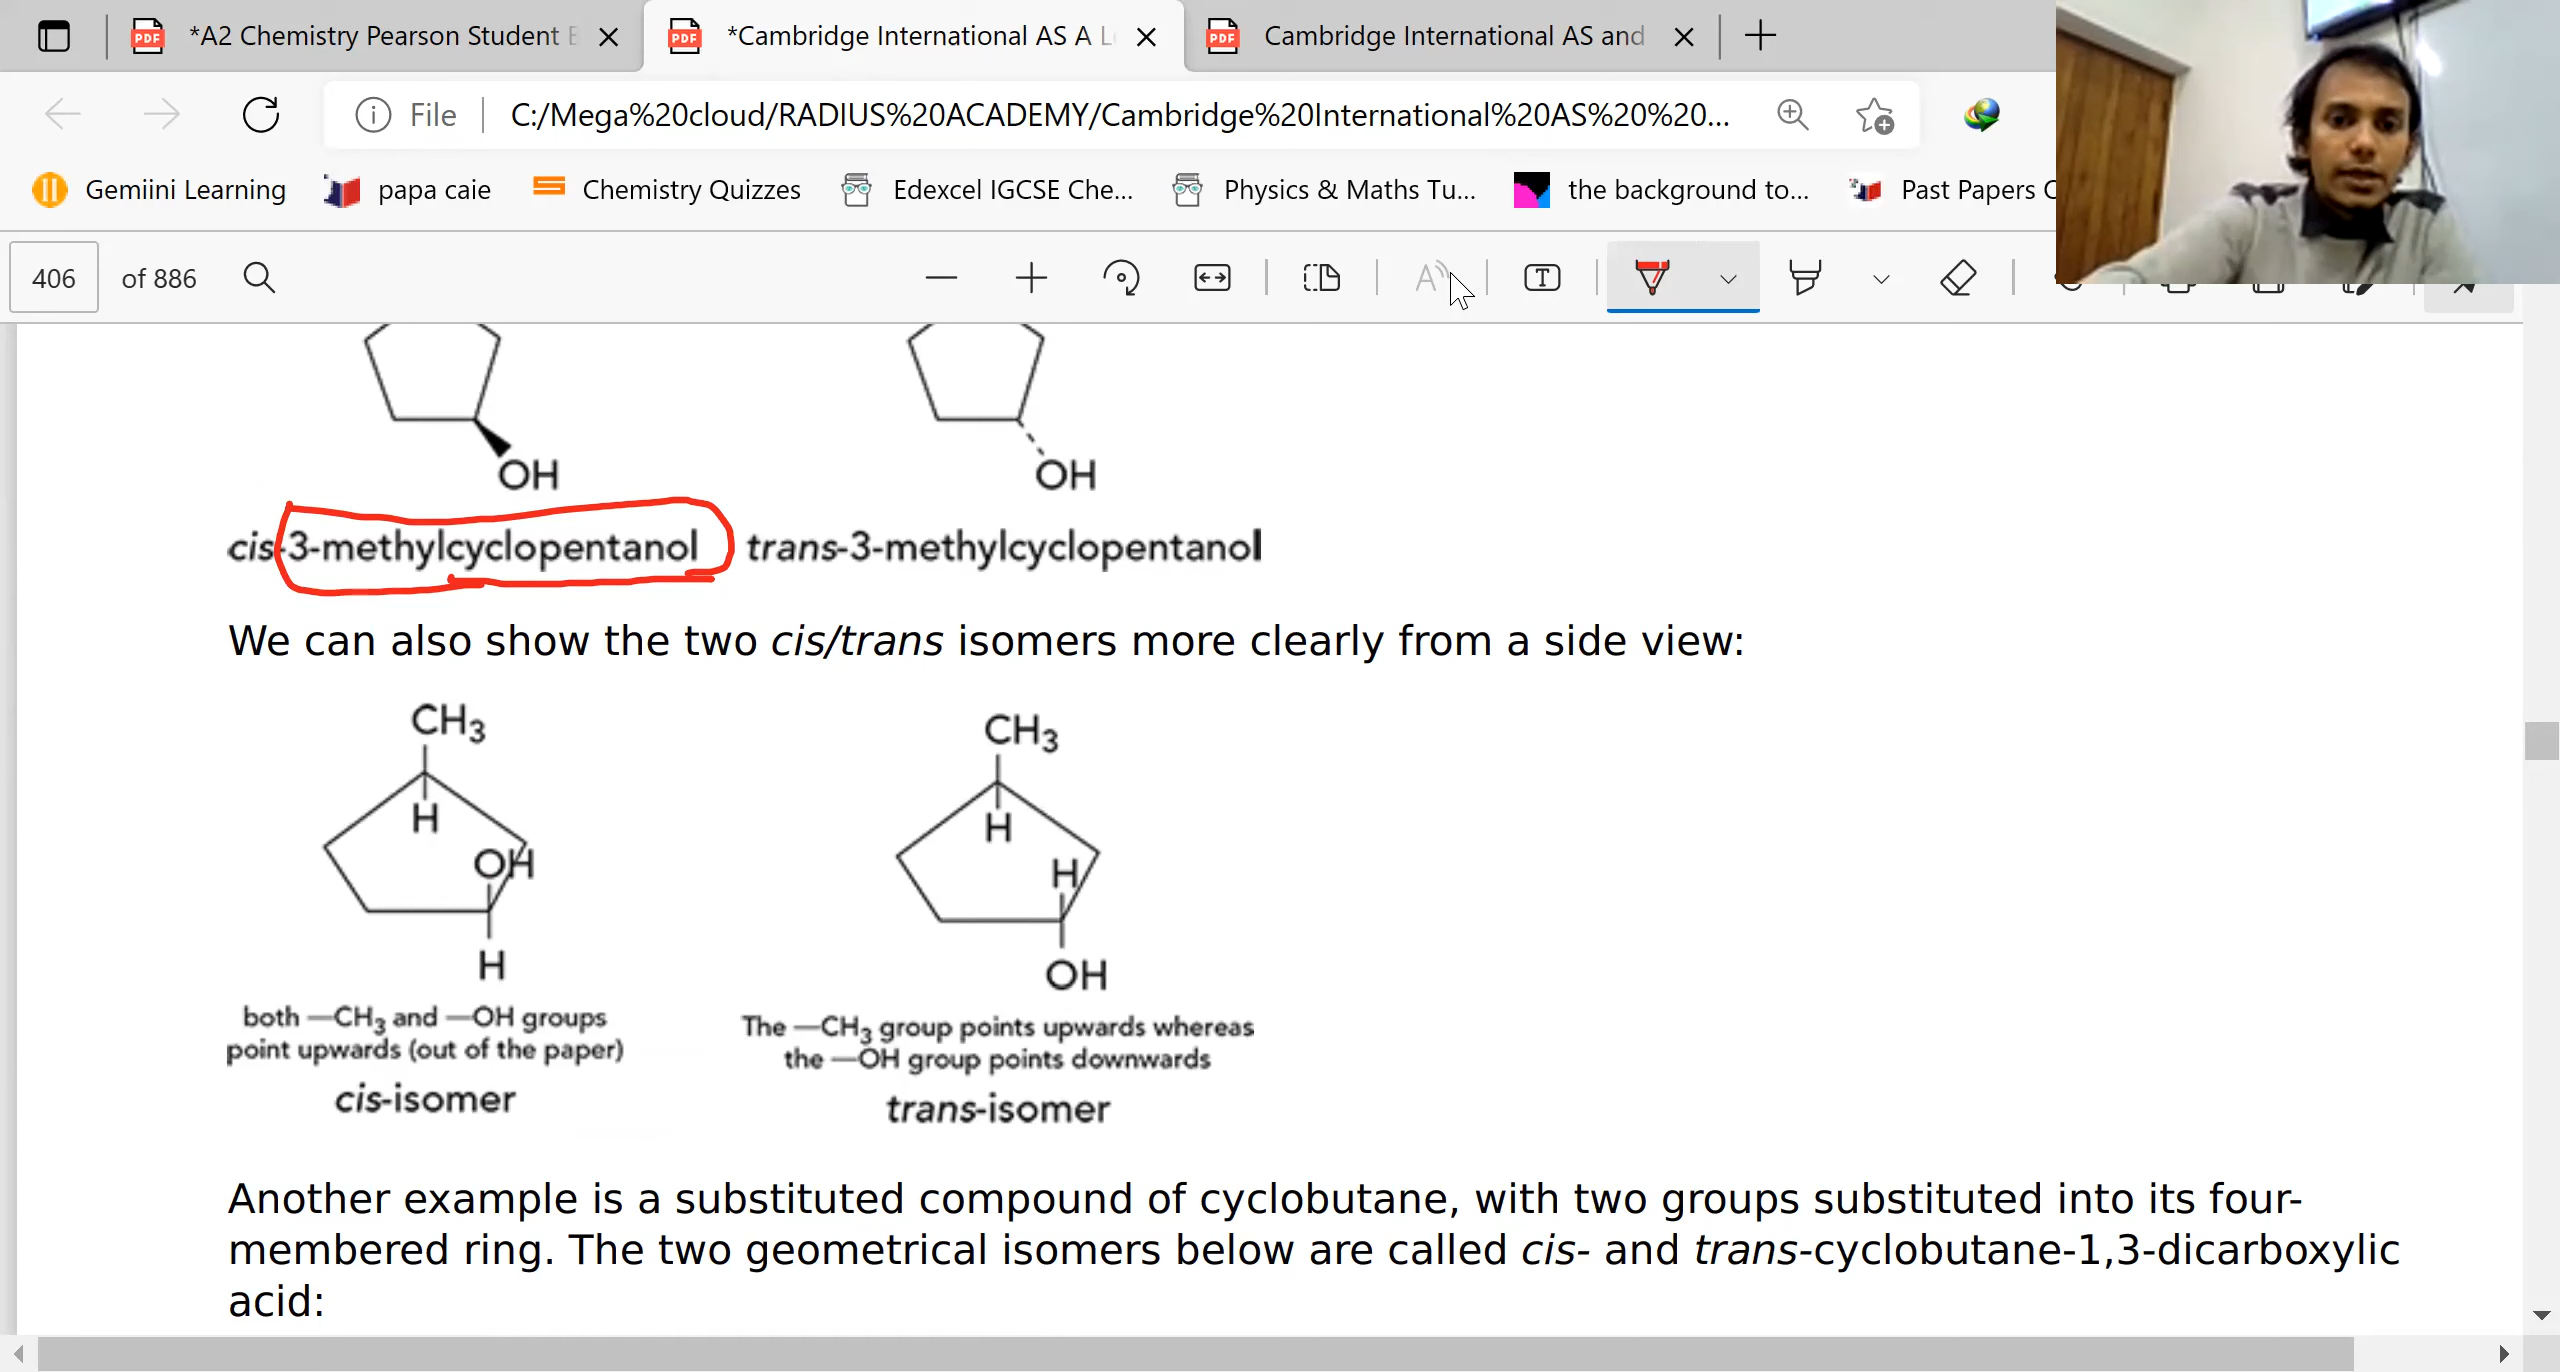 *A2 Chemistry Pearson Student
*Cambridge International AS A
Cambridge International AS and
File
C:/Mega%20cloud/RADIUS%20ACADEMY/Cambridge%20International%20AS%20%20...
Gemiini Learning
papa caie
Chemistry Quizzes
Edexcel IGCSE Che...
Physics & Maths Tu...
the background to...
Past Papers
406 of 886
OH
OH
cis-3-methylcyclopentanol
trans-3-methylcyclopentanol
We can also show the two cis/trans isomers more clearly from a side view:
CH3
H
OH
H
both —CH3 and —OH groups
point upwards (out of the paper)
cis-isomer
CH3
H
H
OH
The —CH3 group points upwards whereas
the —OH group points downwards
trans-isomer
Another example is a substituted compound of cyclobutane, with two groups substituted into its four-
membered ring. The two geometrical isomers below are called cis- and trans-cyclobutane-1,3-dicarboxylic
acid: